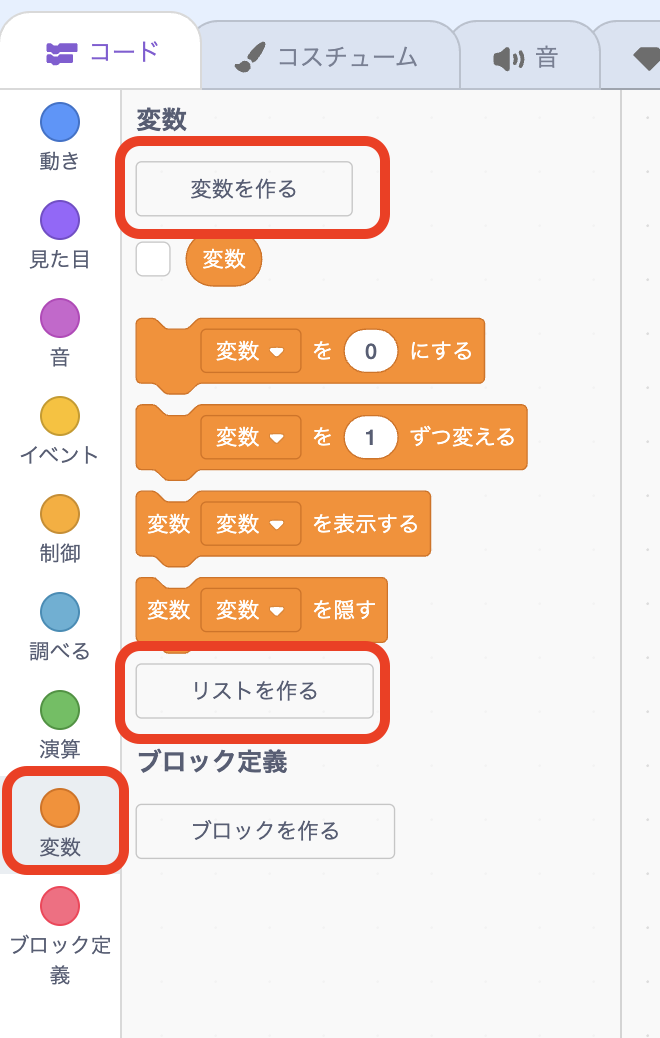 コード
コスチューム
音
動き
見た目
音
イベント
制御
調べる
演算
変数
ブロック定
義
変数
変数を作る
変数
変数 を 0 にする
変数 を 1 ずつ変える
変数 変数 を表示する
変数 変数 を隠す
リストを作る
ブロック定義
ブロックを作る